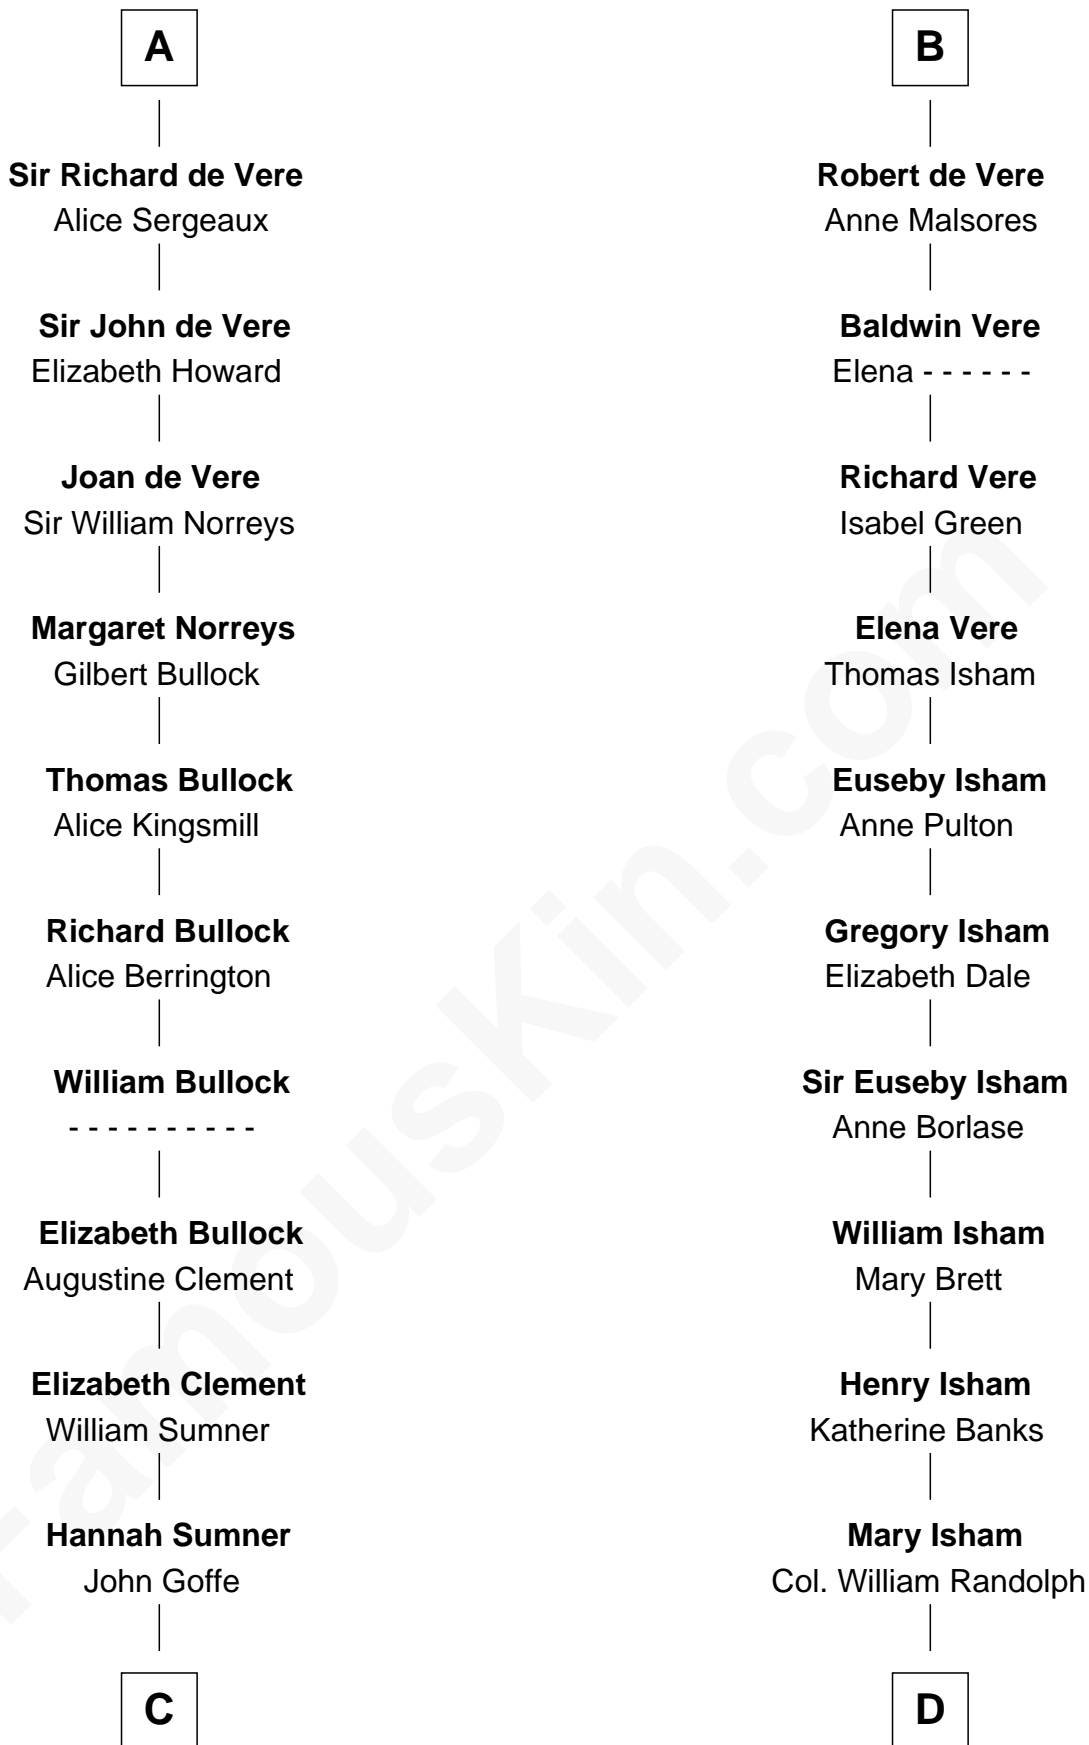 A
Sir Richard de Vere
Alice Sergeaux
Sir John de Vere
Elizabeth Howard
Joan de Vere
Sir William Norreys
Margaret Norreys
Gilbert Bullock
Thomas Bullock
Alice Kingsmill
Richard Bullock
Alice Berrington
William Bullock
- - - - - - - - - -
Elizabeth Bullock
Augustine Clement
Elizabeth Clement
William Sumner
Hannah Sumner
John Goffe
C
B
Robert de Vere
Anne Malsores
Baldwin Vere
Elena - - - - - -
Richard Vere
Isabel Green
Elena Vere
Thomas Isham
Euseby Isham
Anne Pulton
Gregory Isham
Elizabeth Dale
Sir Euseby Isham
Anne Borlase
William Isham
Mary Brett
Henry Isham
Katherine Banks
Mary Isham
Col. William Randolph
D
FamousKin.com